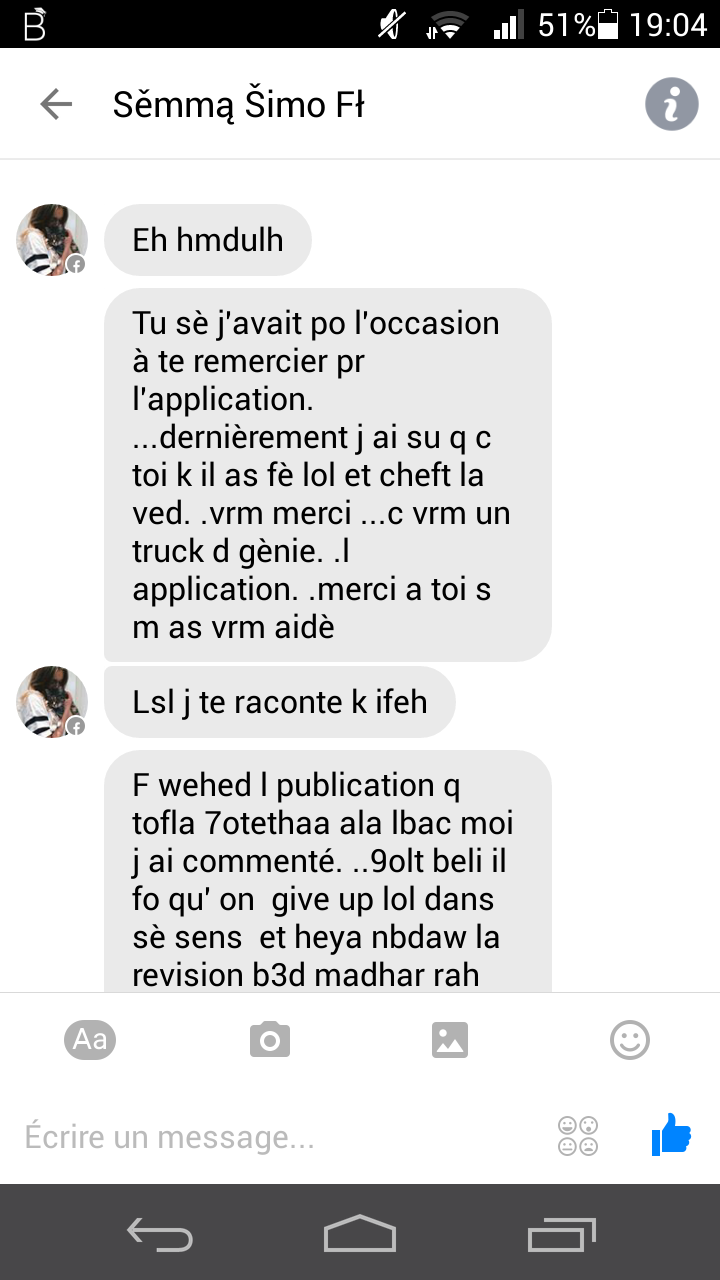 51% 19:04
Sěmmą Šimo Fł
Eh hmdulh
Tu sè j'avait po l'occasion
à te remercier pr
l'application.
...dernièrement j ai su q c
toi k il as fè lol et cheft la
ved. .vrm merci ...c vrm un
truck d gènie. .l
application. .merci a toi s
m as vrm aidè
Lsl j te raconte k ifeh
F wehed l publication q
tofla 7otethaa ala lbac moi
j ai commenté. ..9olt beli il
fo qu' on  give up lol dans
sè sens  et heya nbdaw la
revision b3d madhar rah
Aa
Écrire un message...